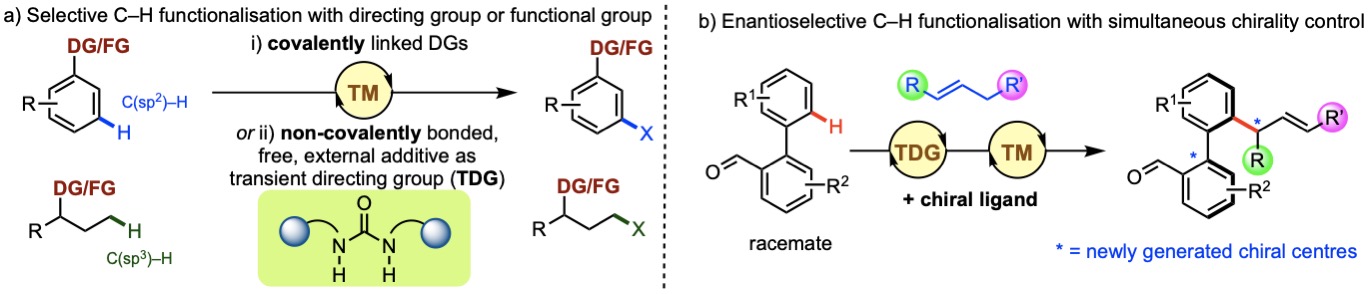 a) Selective C–H functionalisation with directing group or functional group
DG/FG
R
C(sp²)–H
H
i) covalently linked DGs
TM
or ii) non-covalently bonded,
free, external additive as
transient directing group (TDG)
DG/FG
R
X
DG/FG
R
H
C(sp³)–H
O
N
N
H
H
DG/FG
R
X
b) Enantioselective C–H functionalisation with simultaneous chirality control
R¹
H
O
R²
racemate
R
R'
TDG
TM
+ chiral ligand
R¹
*
R'
R
*
O
R²
* = newly generated chiral centres